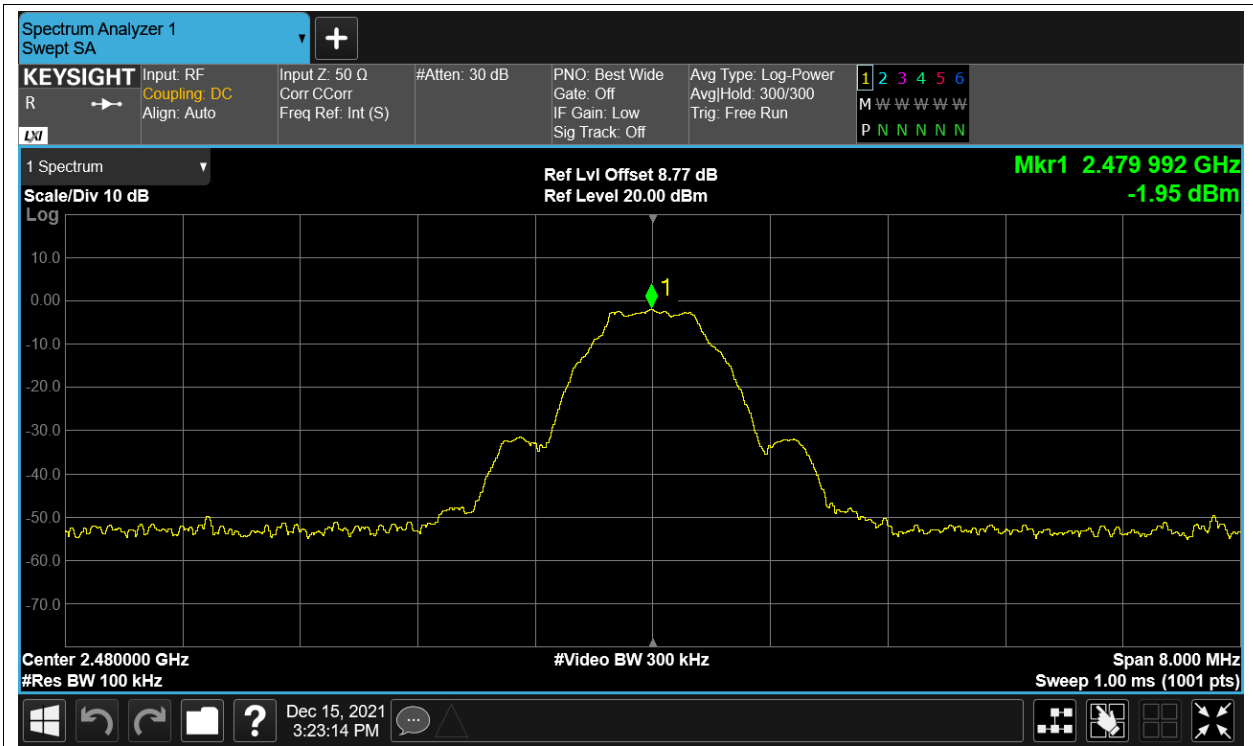 Spectrum Analyzer 1
Swept SA
KEYSIGHT
R
LXI
Input: RF
Coupling: DC
Align: Auto
Input Z: 50 Ω
Corr CCorr
Freq Ref: Int (S)
#Atten: 30 dB
PNO: Best Wide
Gate: Off
IF Gain: Low
Sig Track: Off
Avg Type: Log-Power
Avg|Hold: 300/300
Trig: Free Run
1 2 3 4 5 6
M W W W W W W
P N N N N N
1 Spectrum
Scale/Div 10 dB
Ref Lvl Offset 8.77 dB
Ref Level 20.00 dBm
Mkr1 2.479 992 GHz
-1.95 dBm
Log
10.0
0.00
-10.0
-20.0
-30.0
-40.0
-50.0
-60.0
-70.0
1
Center 2.480000 GHz
#Res BW 100 kHz
#Video BW 300 kHz
Span 8.000 MHz
Sweep 1.00 ms (1001 pts)
?
Dec 15, 2021
3:23:14 PM